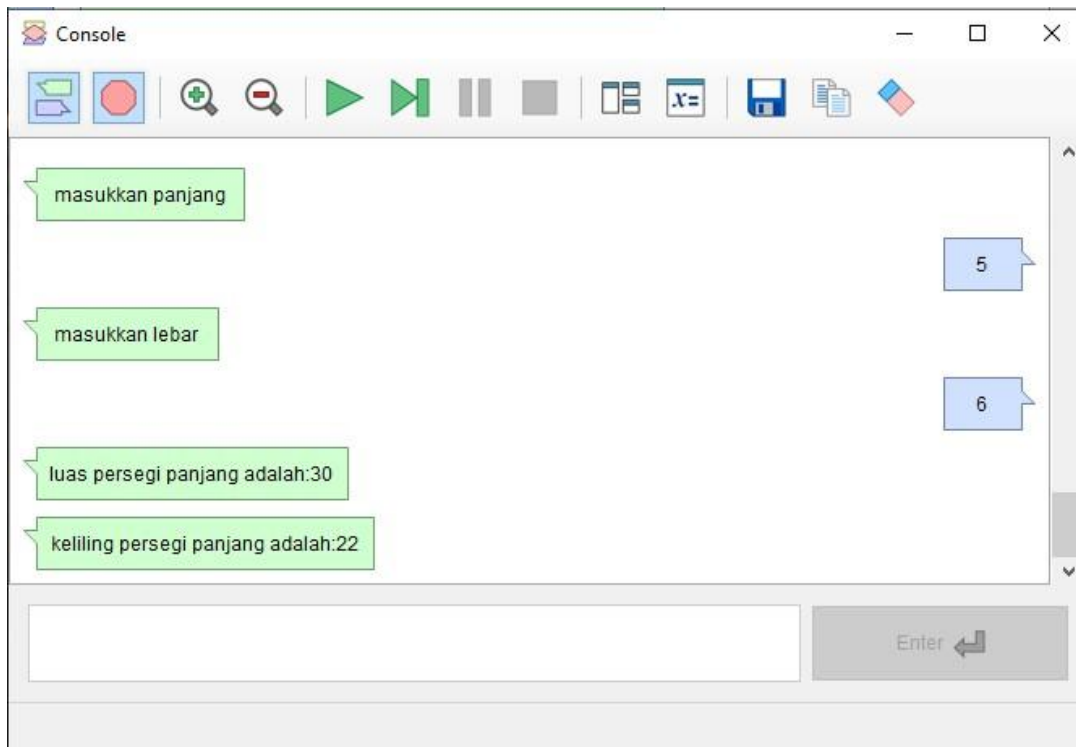 Console
x=
masukkan panjang
5
masukkan lebar
6
luas persegi panjang adalah:30
keliling persegi panjang adalah:22
Enter